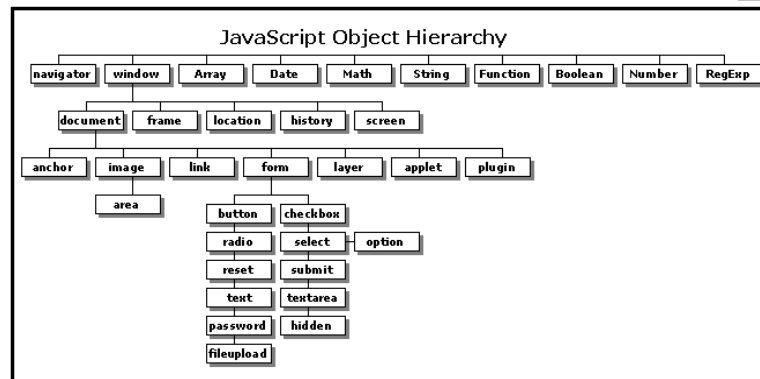 JavaScript Object Hierarchy
navigator window Array Date Math String Function Boolean Number RegExp
document frame location history screen
anchor image link form layer applet plugin
area
button checkbox
radio select option
reset submit
text textarea
password hidden
fileupload